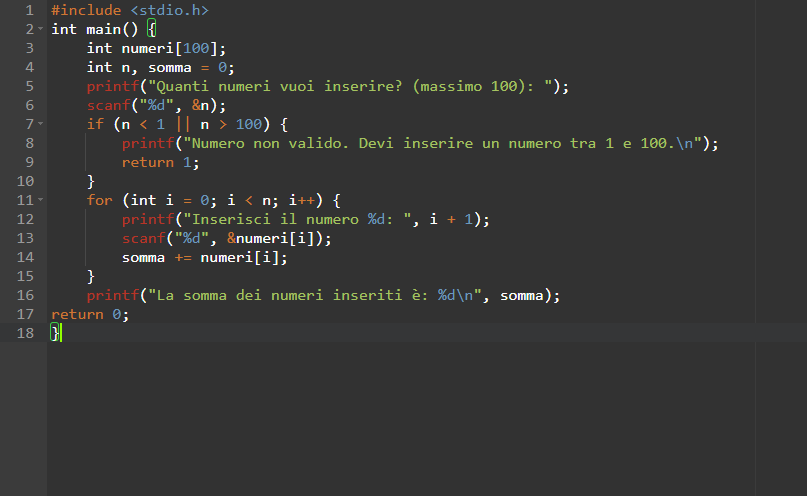 1 #include <stdio.h>
2 int main() {
3     int numeri[100];
4     int n, somma = 0;
5     printf("Quanti numeri vuoi inserire? (massimo 100): ");
6     scanf("%d", &n);
7     if (n < 1 || n > 100) {
8         printf("Numero non valido. Devi inserire un numero tra 1 e 100.\n");
9         return 1;
10     }
11     for (int i = 0; i < n; i++) {
12         printf("Inserisci il numero %d: ", i + 1);
13         scanf("%d", &numeri[i]);
14         somma += numeri[i];
15     }
16     printf("La somma dei numeri inseriti è: %d\n", somma);
17 return 0;
18 }